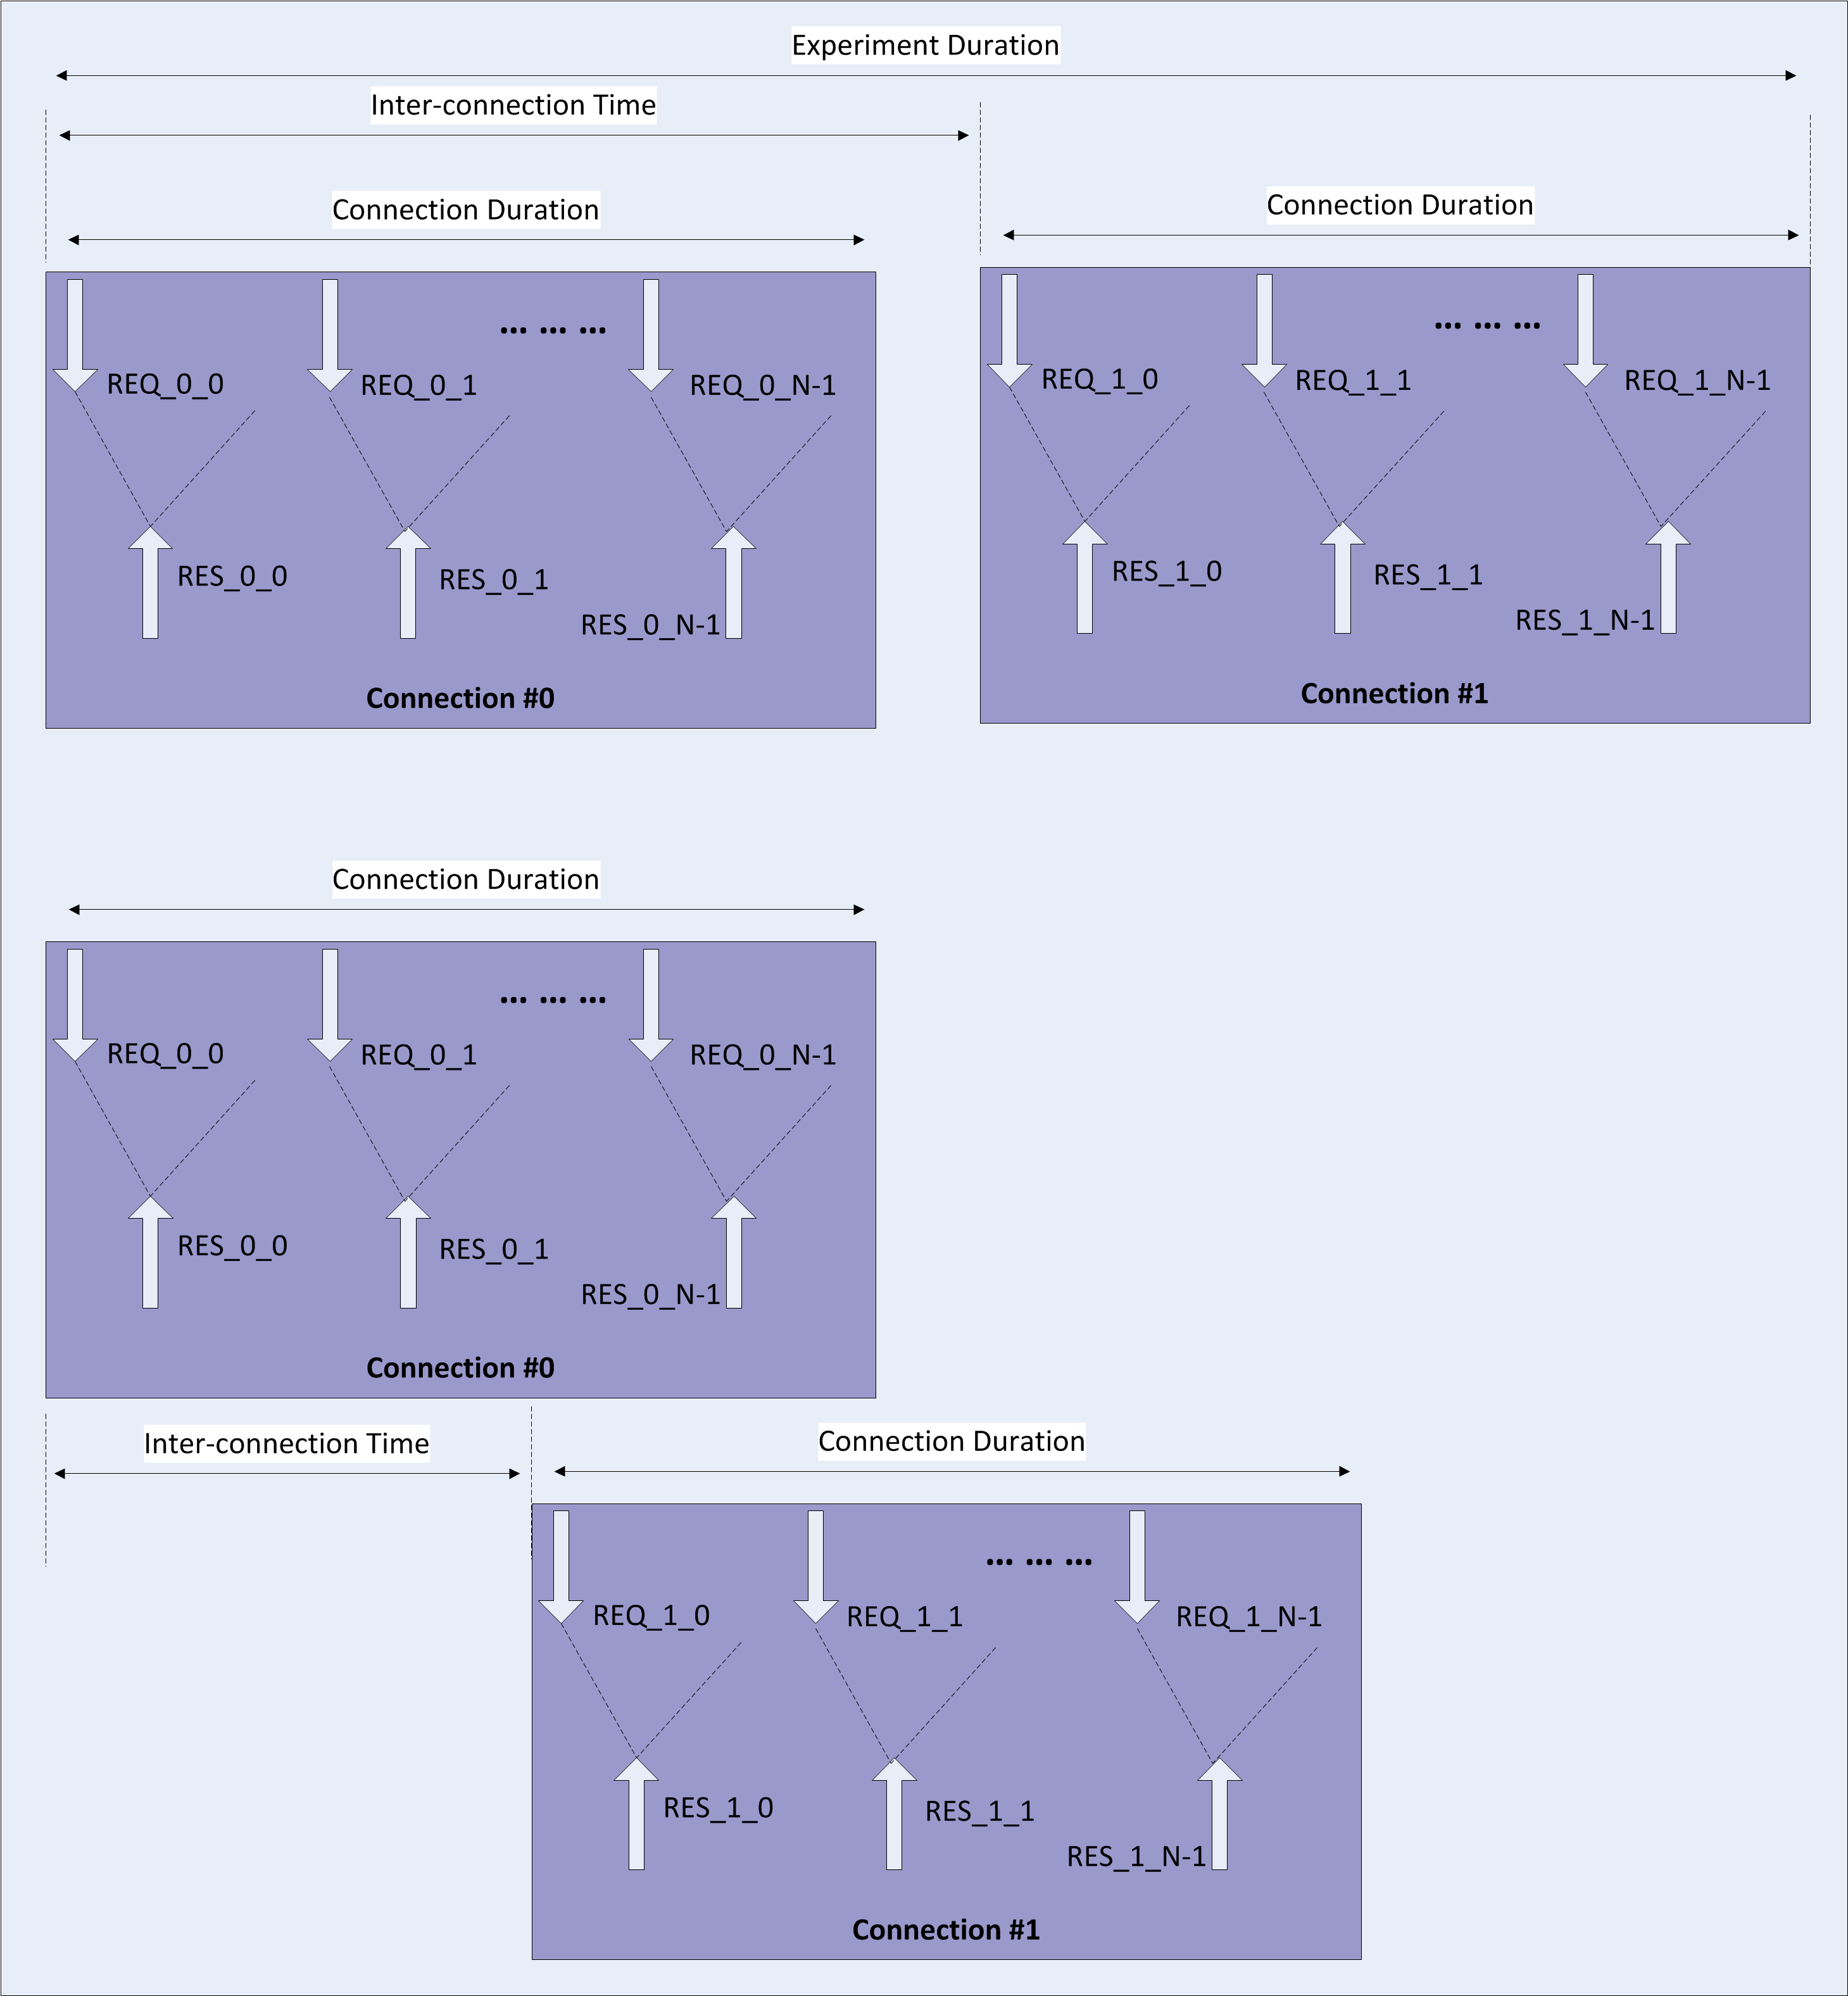 Experiment Duration
Inter-connection Time
Connection Duration
Connection Duration
... ... ...
REQ_0_0
REQ_0_1
REQ_0_N-1
RES_0_0
RES_0_1
RES_0_N-1
Connection #0
... ... ...
REQ_1_0
REQ_1_1
REQ_1_N-1
RES_1_0
RES_1_1
RES_1_N-1
Connection #1
Connection Duration
... ... ...
REQ_0_0
REQ_0_1
REQ_0_N-1
RES_0_0
RES_0_1
RES_0_N-1
Connection #0
Inter-connection Time
Connection Duration
... ... ...
REQ_1_0
REQ_1_1
REQ_1_N-1
RES_1_0
RES_1_1
RES_1_N-1
Connection #1